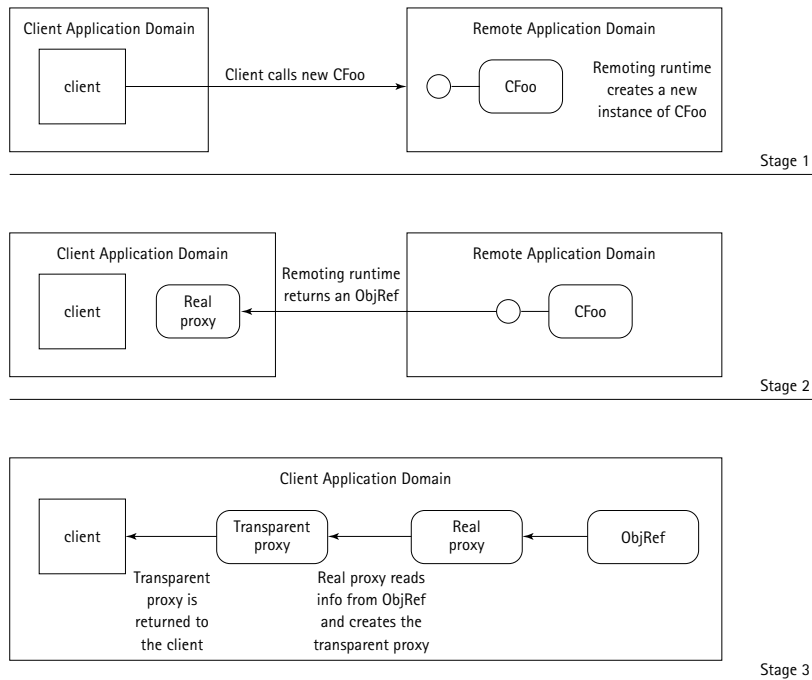 Client Application Domain
Remote Application Domain
client
Client calls new CFoo
CFoo
Remoting runtime
creates a new
instance of CFoo
Stage 1
Client Application Domain
Remote Application Domain
client
Real
proxy
Remoting runtime
returns an ObjRef
CFoo
Stage 2
Client Application Domain
client
Transparent
proxy
Real
proxy
ObjRef
Transparent
proxy is
returned to
the client
Real proxy reads
info from ObjRef
and creates the
transparent proxy
Stage 3